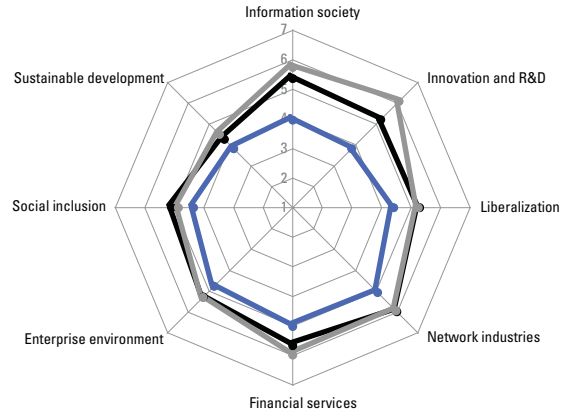 Information society
7
6
5
Sustainable development
Innovation and R&D
3
2
Social inclusion
1
Liberalization
Enterprise environment
Network industries
Financial services